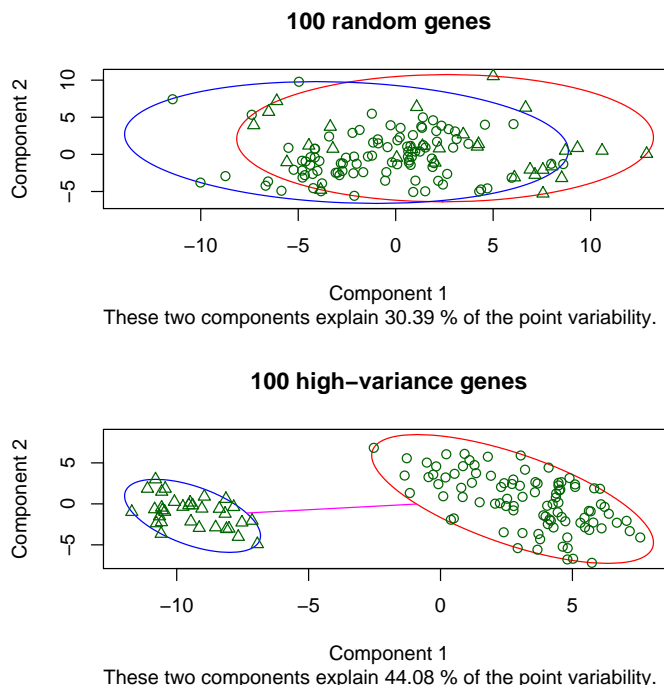 100 random genes
Component 2
10
5
0
−5
−10
−5
0
5
10
Component 1
These two components explain 30.39 % of the point variability.
100 high−variance genes
Component 2
5
0
−5
−10
−5
0
5
Component 1
These two components explain 44.08 % of the point variability.